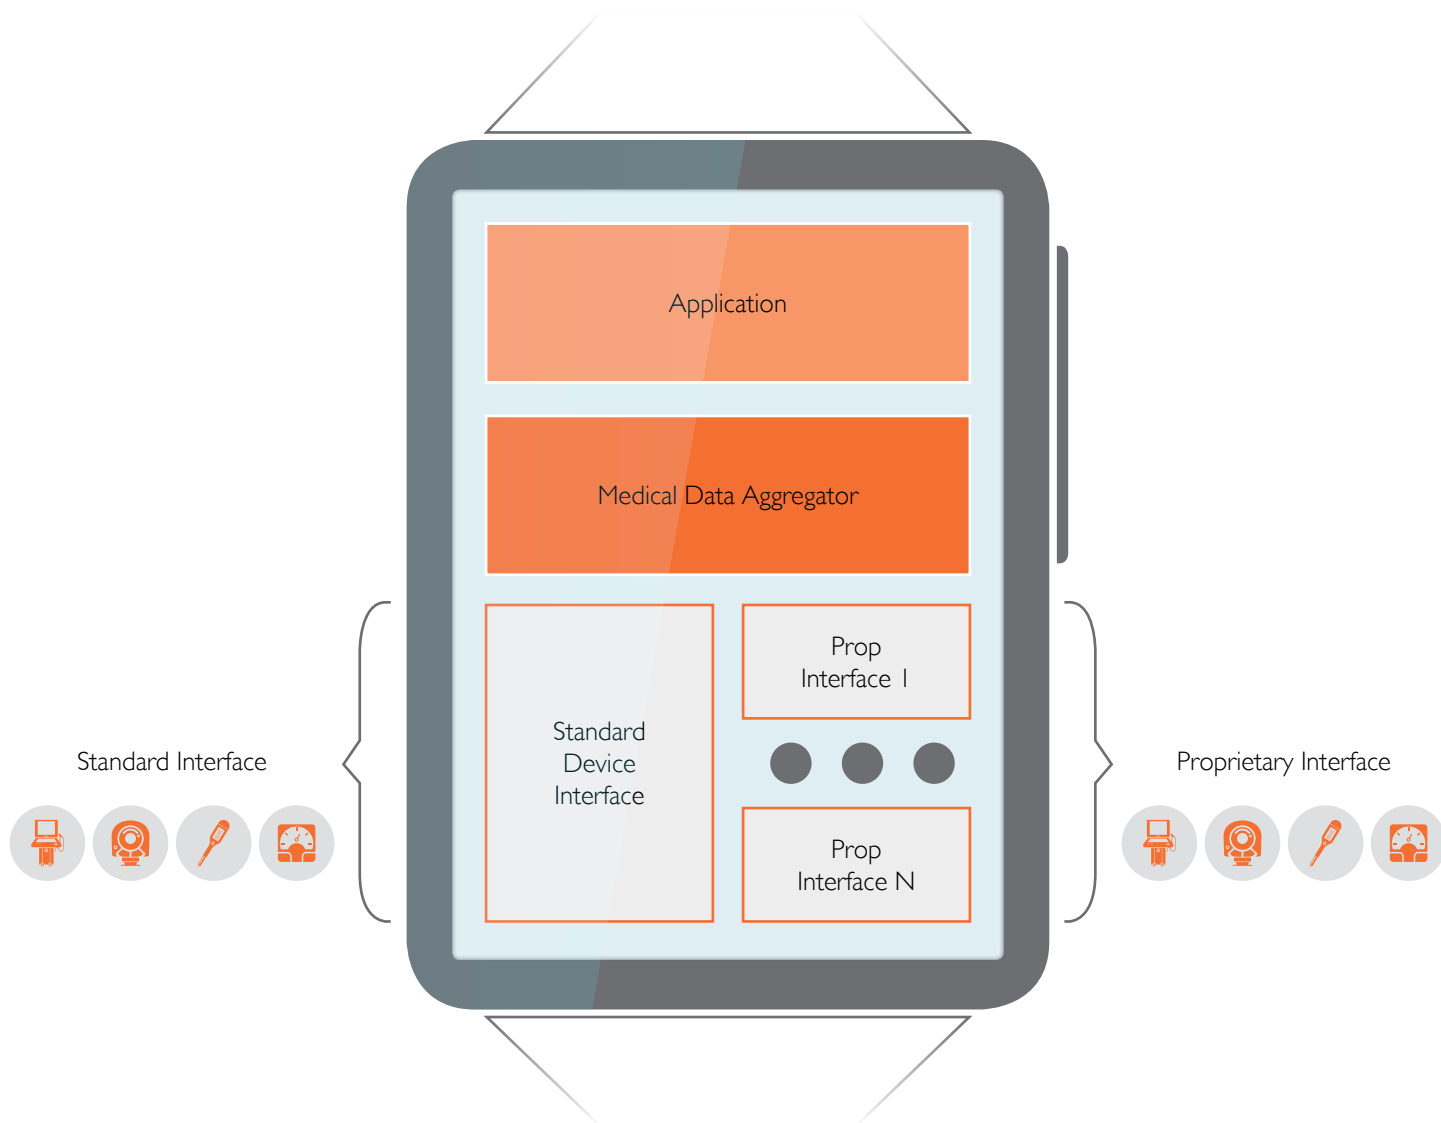 Application
Medical Data Aggregator
Standard
Device
Interface
Prop
Interface 1
Prop
Interface N
Standard Interface
Proprietary Interface